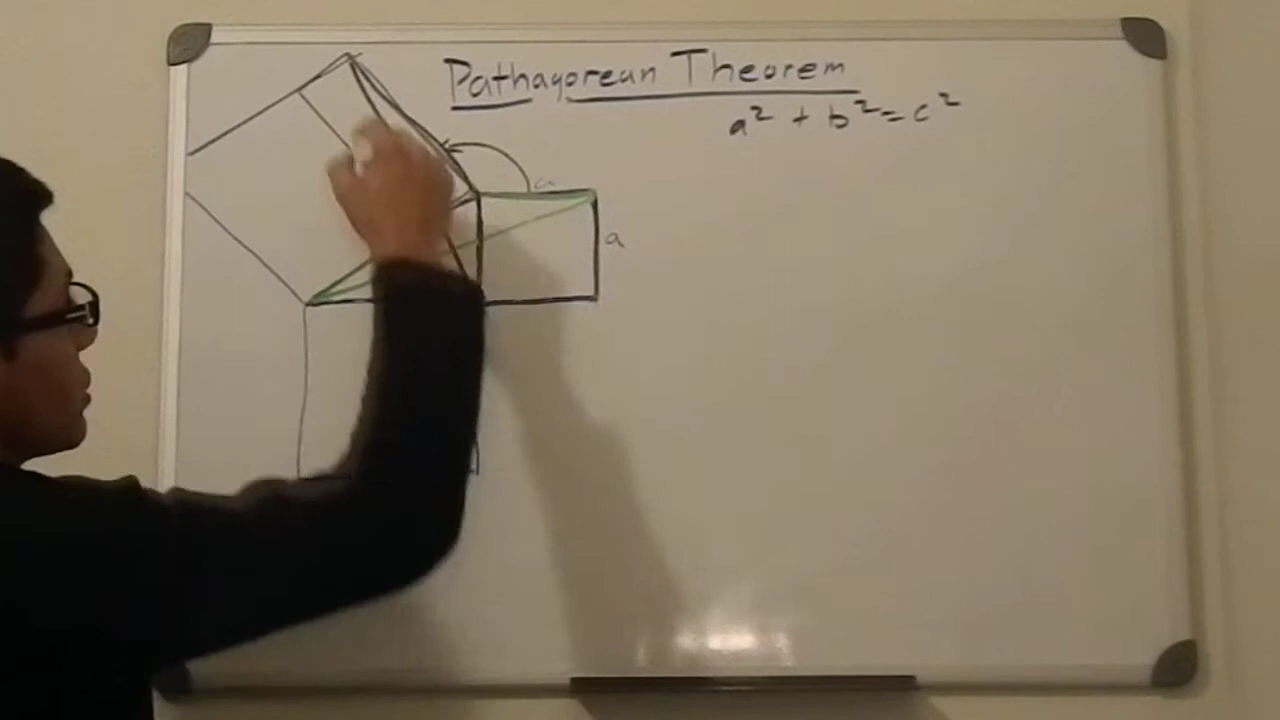 Pathagorean Theorem
a² + b² = c²
a
a